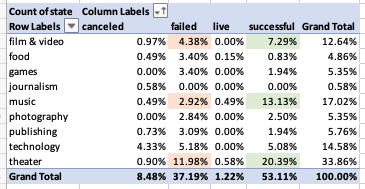 Count of state Column Labels
Row Labels canceled failed live successful Grand Total
film & video 0.97% 4.38% 0.00% 7.29% 12.64%
food 0.49% 3.40% 0.15% 0.83% 4.86%
games 0.00% 3.40% 0.00% 1.94% 5.35%
journalism 0.58% 0.00% 0.00% 0.00% 0.58%
music 0.49% 2.92% 0.49% 13.13% 17.02%
photography 0.00% 2.84% 0.00% 2.50% 5.35%
publishing 0.73% 3.09% 0.00% 1.94% 5.76%
technology 4.33% 5.18% 0.00% 5.08% 14.58%
theater 0.90% 11.98% 0.58% 20.39% 33.86%
Grand Total 8.48% 37.19% 1.22% 53.11% 100.00%